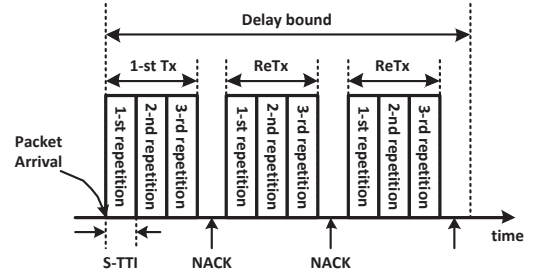 Delay bound
1-st Tx
ReTx
ReTx
1-st repetition
2-nd repetition
3-rd repetition
1-st repetition
2-nd repetition
3-rd repetition
1-st repetition
2-nd repetition
3-rd repetition
Packet
Arrival
time
S-TTI
NACK
NACK